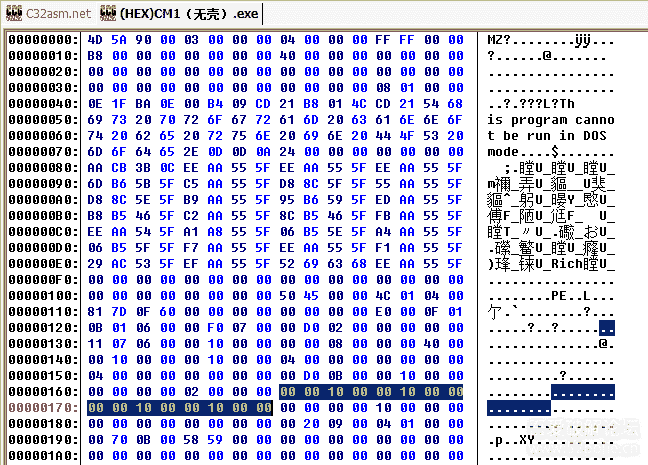 C32asm.net (HEX)CM1（无壳）.exe
00000000: 4D 5A 90 00 03 00 00 00 04 00 00 00 FF FF 00 00 MZ?........ÿÿ...
00000010: B8 00 00 00 00 00 00 00 40 00 00 00 00 00 00 00 ?.......@.......
00000020: 00 00 00 00 00 00 00 00 00 00 00 00 00 00 00 00 ................
00000030: 00 00 00 00 00 00 00 00 00 00 00 00 08 01 00 00 ................
00000040: 0E 1F BA 0E 00 B4 09 CD 21 B8 01 4C CD 21 54 68 ..?.???L?Th
00000050: 69 73 20 70 72 6F 67 72 61 6D 20 63 61 6E 6E 6F is program canno
00000060: 74 20 62 65 20 72 75 6E 20 69 6E 20 44 4F 53 20 t be run in DOS
00000070: 6D 6F 64 65 2E 0D 0D 0A 24 00 00 00 00 00 00 00 mode....$.......
00000080: AA CB 3B 0C EE AA 55 5F EE AA 55 5F EE AA 55 5F ;.瞠U_瞠U_瞠U_
00000090: 6D B6 5B 5F C5 AA 55 5F D8 8C 5F 5F 55 AA 55 5F
000000A0: D8 8C 5E 5F B9 AA 55 5F 95 B6 59 5F ED AA 55 5F
000000B0: B8 B5 46 5F C2 AA 55 5F 8C B5 46 5F FB AA 55 5F
000000C0: EE AA 54 5F A1 A8 55 5F 06 B5 5E 5F A4 AA 55 5F
000000D0: 06 B5 5F 5F F7 AA 55 5F EE AA 55 5F F1 AA 55 5F
000000E0: 29 AC 53 5F EF AA 55 5F 52 69 63 68 EE AA 55 5F Rich瞠U_
000000F0: 00 00 00 00 00 00 00 00 00 00 00 00 00 00 00 00 ................
00000100: 00 00 00 00 00 00 00 00 50 45 00 00 4C 01 04 00 ........PE..L...
00000110: 81 7D 0F 60 00 00 00 00 00 00 00 00 E0 00 0F 01
00000120: 0B 01 06 00 00 F0 07 00 00 D0 02 00 00 00 00 00 .....?..?.......
00000130: 11 07 06 00 00 10 00 00 00 00 08 00 00 00 40 00 ..............@.
00000140: 00 10 00 00 00 10 00 00 04 00 00 00 00 00 00 00 ................
00000150: 04 00 00 00 00 00 00 00 00 D0 0B 00 00 10 00 00 .........?......
00000160: 00 00 00 00 02 00 00 00 00 00 10 00 00 10 00 00 ................
00000170: 00 00 10 00 00 10 00 00 00 00 00 00 10 00 00 00 ................
00000180: 00 00 00 00 00 00 00 00 00 20 09 00 04 01 00 00
00000190: 00 70 0B 00 58 59 00 00 00 00 00 00 00 00 00 00 .p..XY..........
000001A0: 00 00 00 00 00 00 00 00 00 00 00 00 00 00 00 00